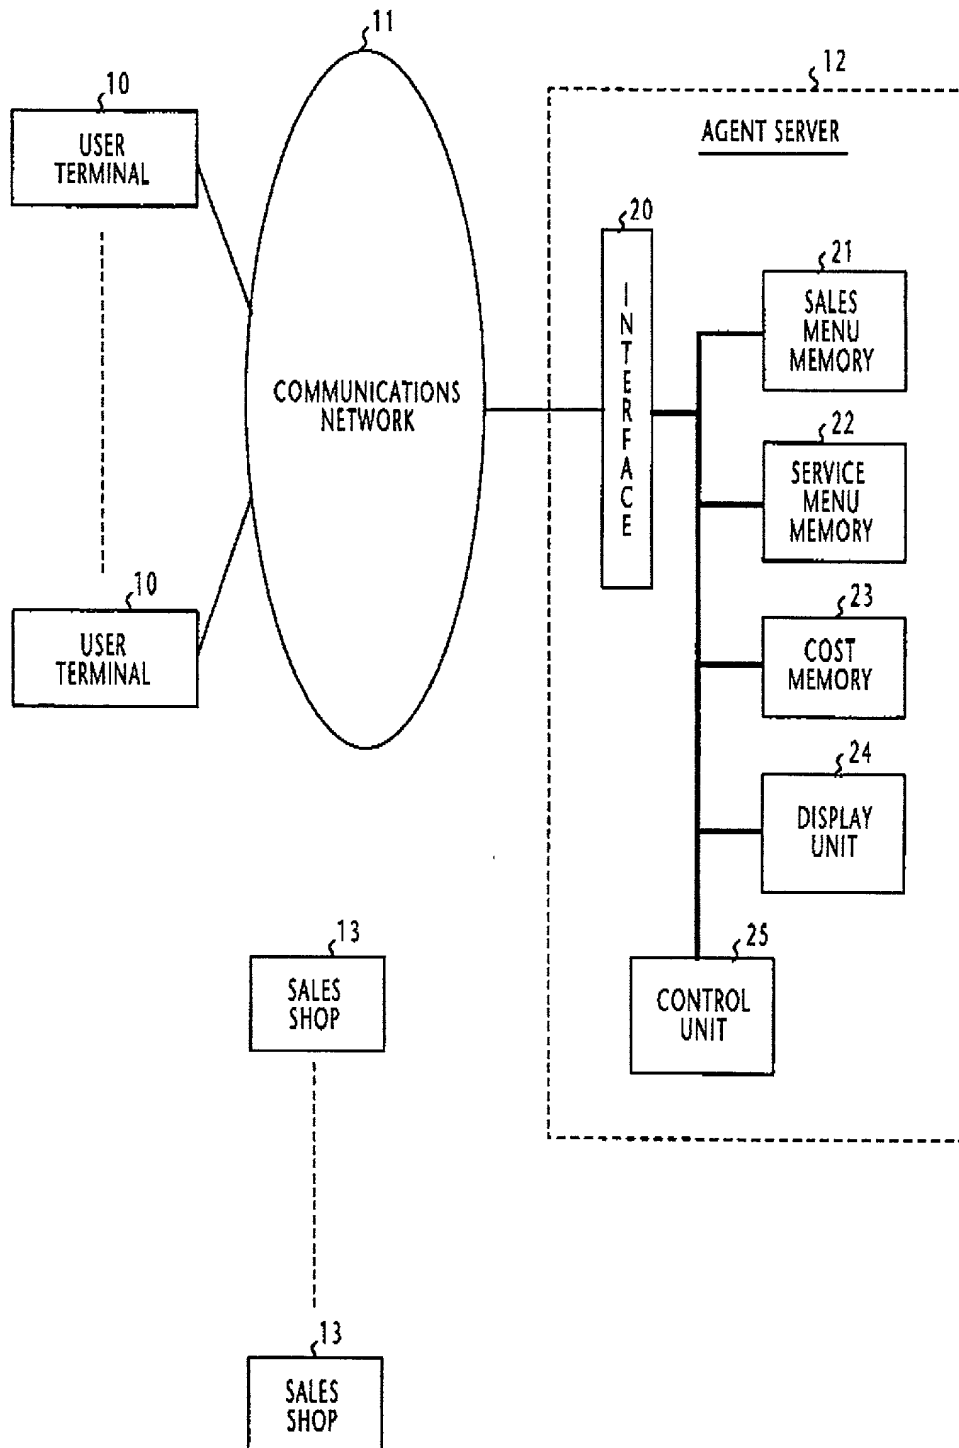 11
12
10
USER
TERMINAL
AGENT SERVER
20
INTERFACE
21
SALES
MENU
MEMORY
COMMUNICATIONS
NETWORK
22
SERVICE
MENU
MEMORY
10
USER
TERMINAL
23
COST
MEMORY
24
DISPLAY
UNIT
13
SALES
SHOP
25
CONTROL
UNIT
13
SALES
SHOP